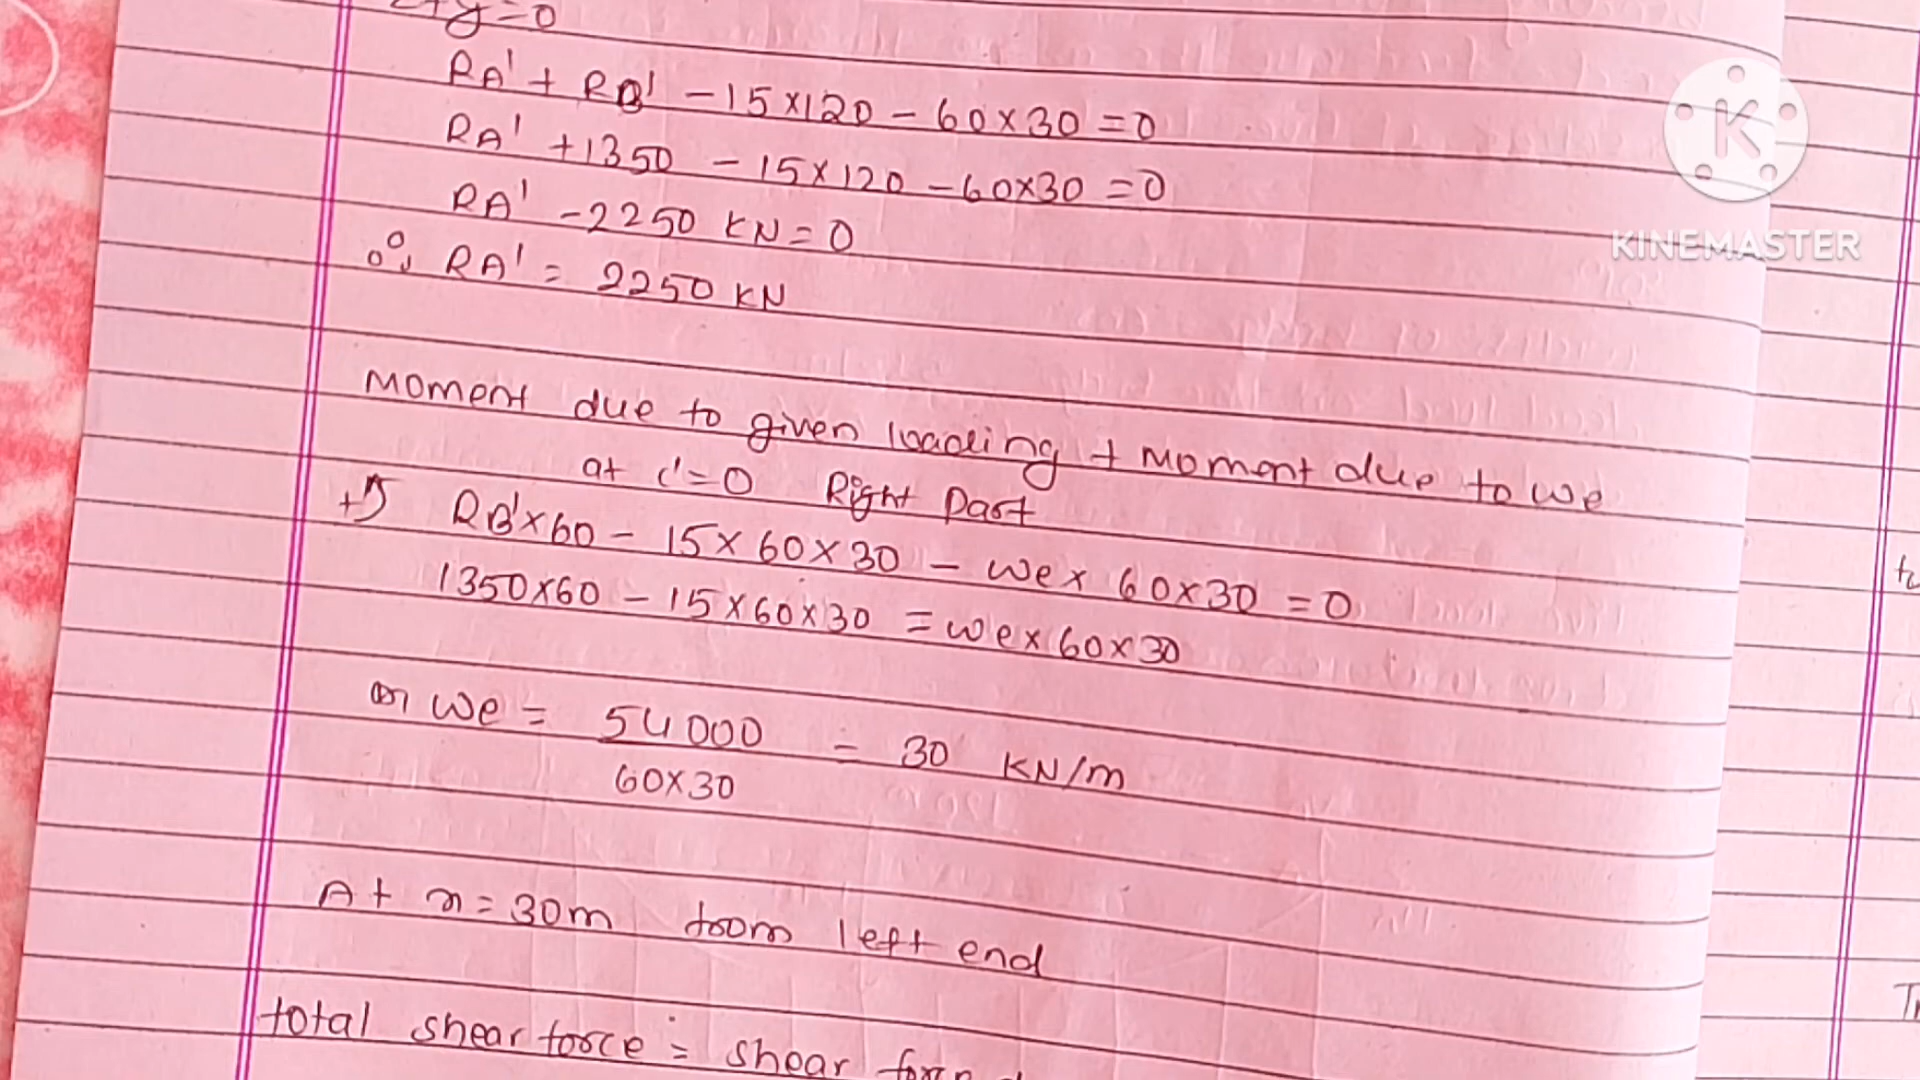 y=0
RA' + RB' - 15×120 - 60×30 = 0
RA' + 1350 - 15×120 - 60×30 = 0
RA' - 2250 KN = 0
RA' = 2250 KN
K
KINEMASTER
Moment due to given loading + Moment due to we
at c' = 0 Right Part
+ RB'×60 - 15×60×30 - we× 60×30 = 0
1350×60 - 15×60×30 = we×60×30
or we = 54000 = 30 KN/m
60×30
At x = 30m from left end
total shear force = shear